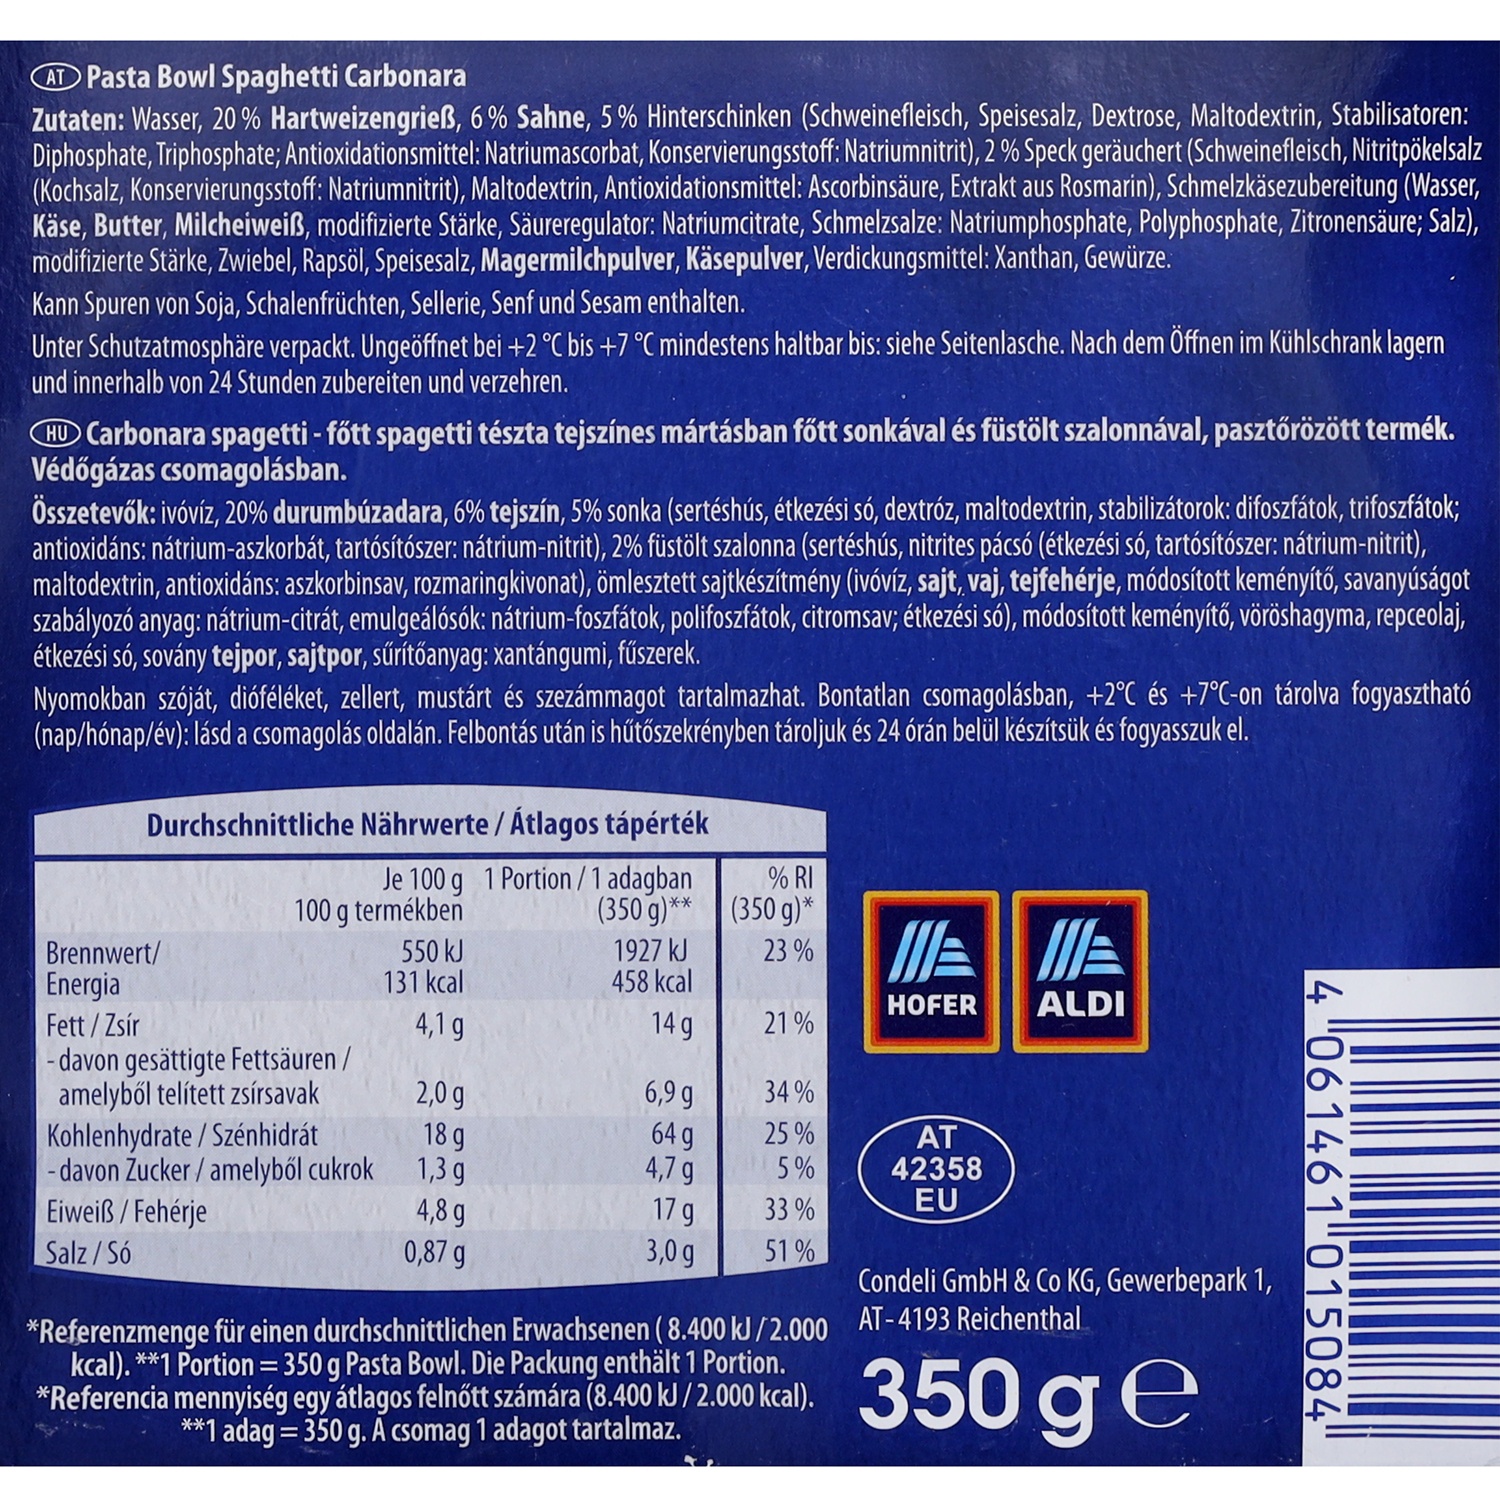 AT Pasta Bowl Spaghetti Carbonara
Zutaten: Wasser, 20 % Hartweizengrieß, 6 % Sahne, 5 % Hinterschinken (Schweinefleisch, Speisesalz, Dextrose, Maltodextrin, Stabilisatoren:
Diphosphate, Triphosphate; Antioxidationsmittel: Natriumascorbat, Konservierungsstoff: Natriumnitrit), 2 % Speck geräuchert (Schweinefleisch, Nitritpökelsalz
(Kochsalz, Konservierungsstoff: Natriumnitrit), Maltodextrin, Antioxidationsmittel: Ascorbinsäure, Extrakt aus Rosmarin), Schmelzkäsezubereitung (Wasser,
Käse, Butter, Milcheiweiß, modifizierte Stärke, Säureregulator: Natriumcitrate, Schmelzsalze: Natriumphosphate, Polyphosphate, Zitronensäure; Salz),
modifizierte Stärke, Zwiebel, Rapsöl, Speisesalz, Magermilchpulver, Käsepulver, Verdickungsmittel: Xanthan, Gewürze.
Kann Spuren von Soja, Schalenfrüchten, Sellerie, Senf und Sesam enthalten.
Unter Schutzatmosphäre verpackt. Ungeöffnet bei +2 °C bis +7 °C mindestens haltbar bis: siehe Seitenlasche. Nach dem Öffnen im Kühlschrank lagern
und innerhalb von 24 Stunden zubereiten und verzehren.
HU Carbonara spagetti - főtt spagetti tészta tejszínes mártásban főtt sonkával és füstölt szalonnával, pasztőrözött termék.
Védőgázas csomagolásban.
Összetevők: ivóvíz, 20% durumbúzadara, 6% tejszín, 5% sonka (sertéshús, étkezési só, dextróz, maltodextrin, stabilizátorok: difoszfátok, trifoszfátok;
antioxidáns: nátrium-aszkorbát, tartósítószer: nátrium-nitrit), 2% füstölt szalonna (sertéshús, nitrites pácsó (étkezési só, tartósítószer: nátrium-nitrit),
maltodextrin, antioxidáns: aszkorbinsav, rozmaringkivonat), ömlesztett sajtkészítmény (ivóvíz, sajt, vaj, tejfehérje, módosított keményítő, savanyúságot
szabályozó anyag: nátrium-citrát, emulgeálósók: nátrium-foszfátok, polifoszfátok, citromsav; étkezési só), módosított keményítő, vöröshagyma, repceolaj,
étkezési só, sovány tejpor, sajtpor, sűrítőanyag: xantángumi, fűszerek.
Nyomokban szóját, dióféléket, zellert, mustárt és szezámmagot tartalmazhat. Bontatlan csomagolásban, +2°C és +7°C-on tárolva fogyasztható
(nap/hónap/év): lásd a csomagolás oldalán. Felbontás után is hűtőszekrényben tároljuk és 24 órán belül készítsük és fogyasszuk el.
Durchschnittliche Nährwerte / Átlagos tápérték
Je 100 g 1 Portion / 1 adagban % RI
100 g termékben (350 g)** (350 g)*
Brennwert/ 550 kJ 1927 kJ 23 %
Energia 131 kcal 458 kcal
Fett / Zsír 4,1 g 14 g 21 %
- davon gesättigte Fettsäuren /
amelyből telített zsírsavak 2,0 g 6,9 g 34 %
Kohlenhydrate / Szénhidrát 18 g 64 g 25 %
- davon Zucker / amelyből cukrok 1,3 g 4,7 g 5 %
Eiweiß / Fehérje 4,8 g 17 g 33 %
Salz / Só 0,87 g 3,0 g 51 %
*Referenzmenge für einen durchschnittlichen Erwachsenen ( 8.400 kJ / 2.000
kcal). **1 Portion = 350 g Pasta Bowl. Die Packung enthält 1 Portion.
*Referencia mennyiség egy átlagos felnőtt számára (8.400 kJ / 2.000 kcal).
**1 adag = 350 g. A csomag 1 adagot tartalmaz.
HOFER ALDI
AT
42358
EU
Condeli GmbH & Co KG, Gewerbepark 1,
AT- 4193 Reichenthal
350 g e
4 061461 015084